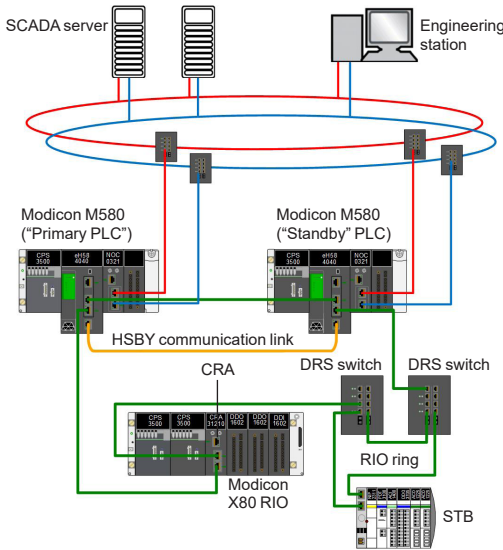 SCADA server
Engineering
station
Modicon M580
("Primary PLC")
Modicon M580
("Standby" PLC)
CPS
3500
eH58
4040
NOC
0321
CPS
3500
eH58
4040
NOC
0321
HSBY communication link
CRA
DRS switch
DRS switch
CPS
3500
CPS
3500
CRA
31210
DDO
1602
DDO
1602
DDI
1602
RIO ring
Modicon
X80 RIO
STB